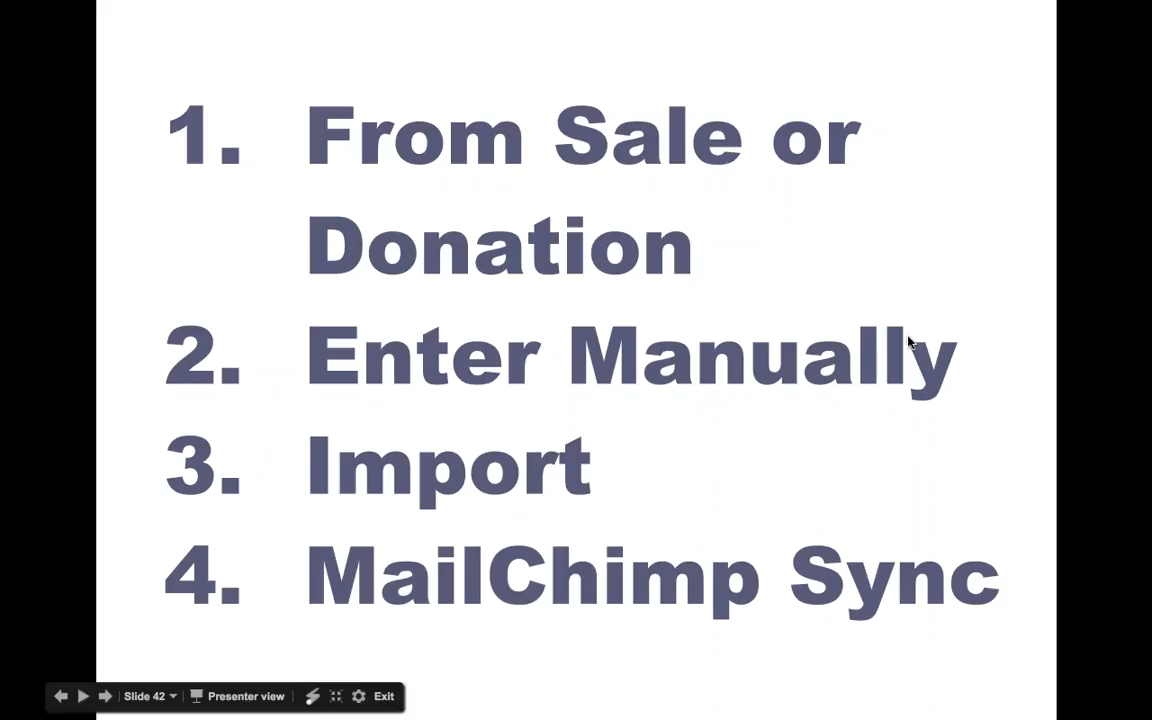 1. From Sale or
Donation
2. Enter Manually
3. Import
4. MailChimp Sync
Slide 42 Presenter view Exit